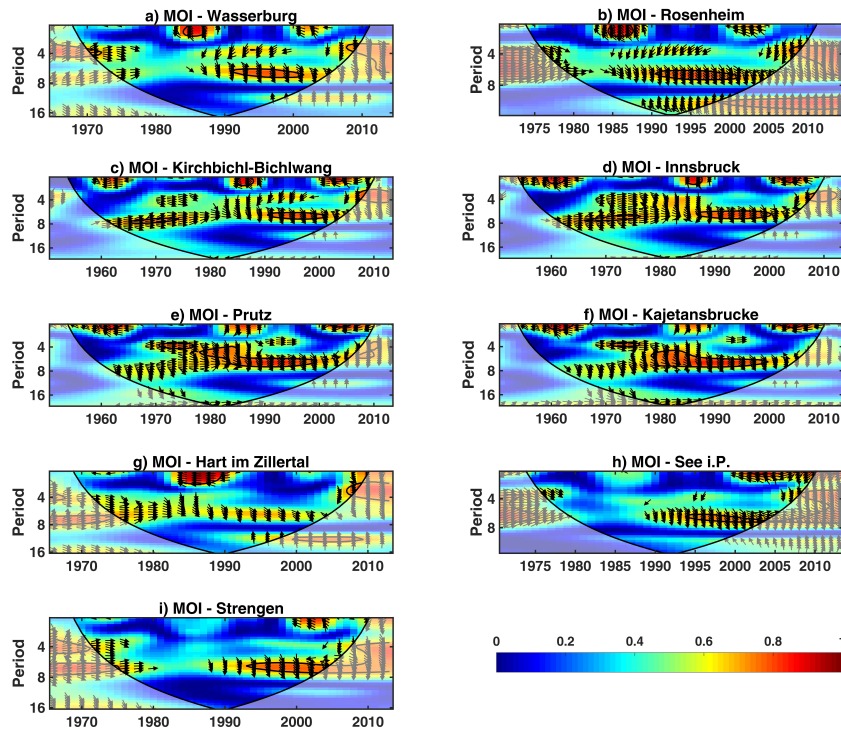 a) MOI - Wasserburg
Period
4
8
16
1970 1980 1990 2000 2010
b) MOI - Rosenheim
Period
4
8
1975 1980 1985 1990 1995 2000 2005 2010
c) MOI - Kirchbichl-Bichlwang
Period
4
8
16
1960 1970 1980 1990 2000 2010
d) MOI - Innsbruck
Period
4
8
16
1960 1970 1980 1990 2000 2010
e) MOI - Prutz
Period
4
8
16
1960 1970 1980 1990 2000 2010
f) MOI - Kajetansbrucke
Period
4
8
16
1960 1970 1980 1990 2000 2010
g) MOI - Hart im Zillertal
Period
4
8
16
1970 1980 1990 2000 2010
h) MOI - See i.P.
Period
4
8
1975 1980 1985 1990 1995 2000 2005 2010
i) MOI - Strengen
Period
4
8
16
1970 1980 1990 2000 2010
0 0.2 0.4 0.6 0.8